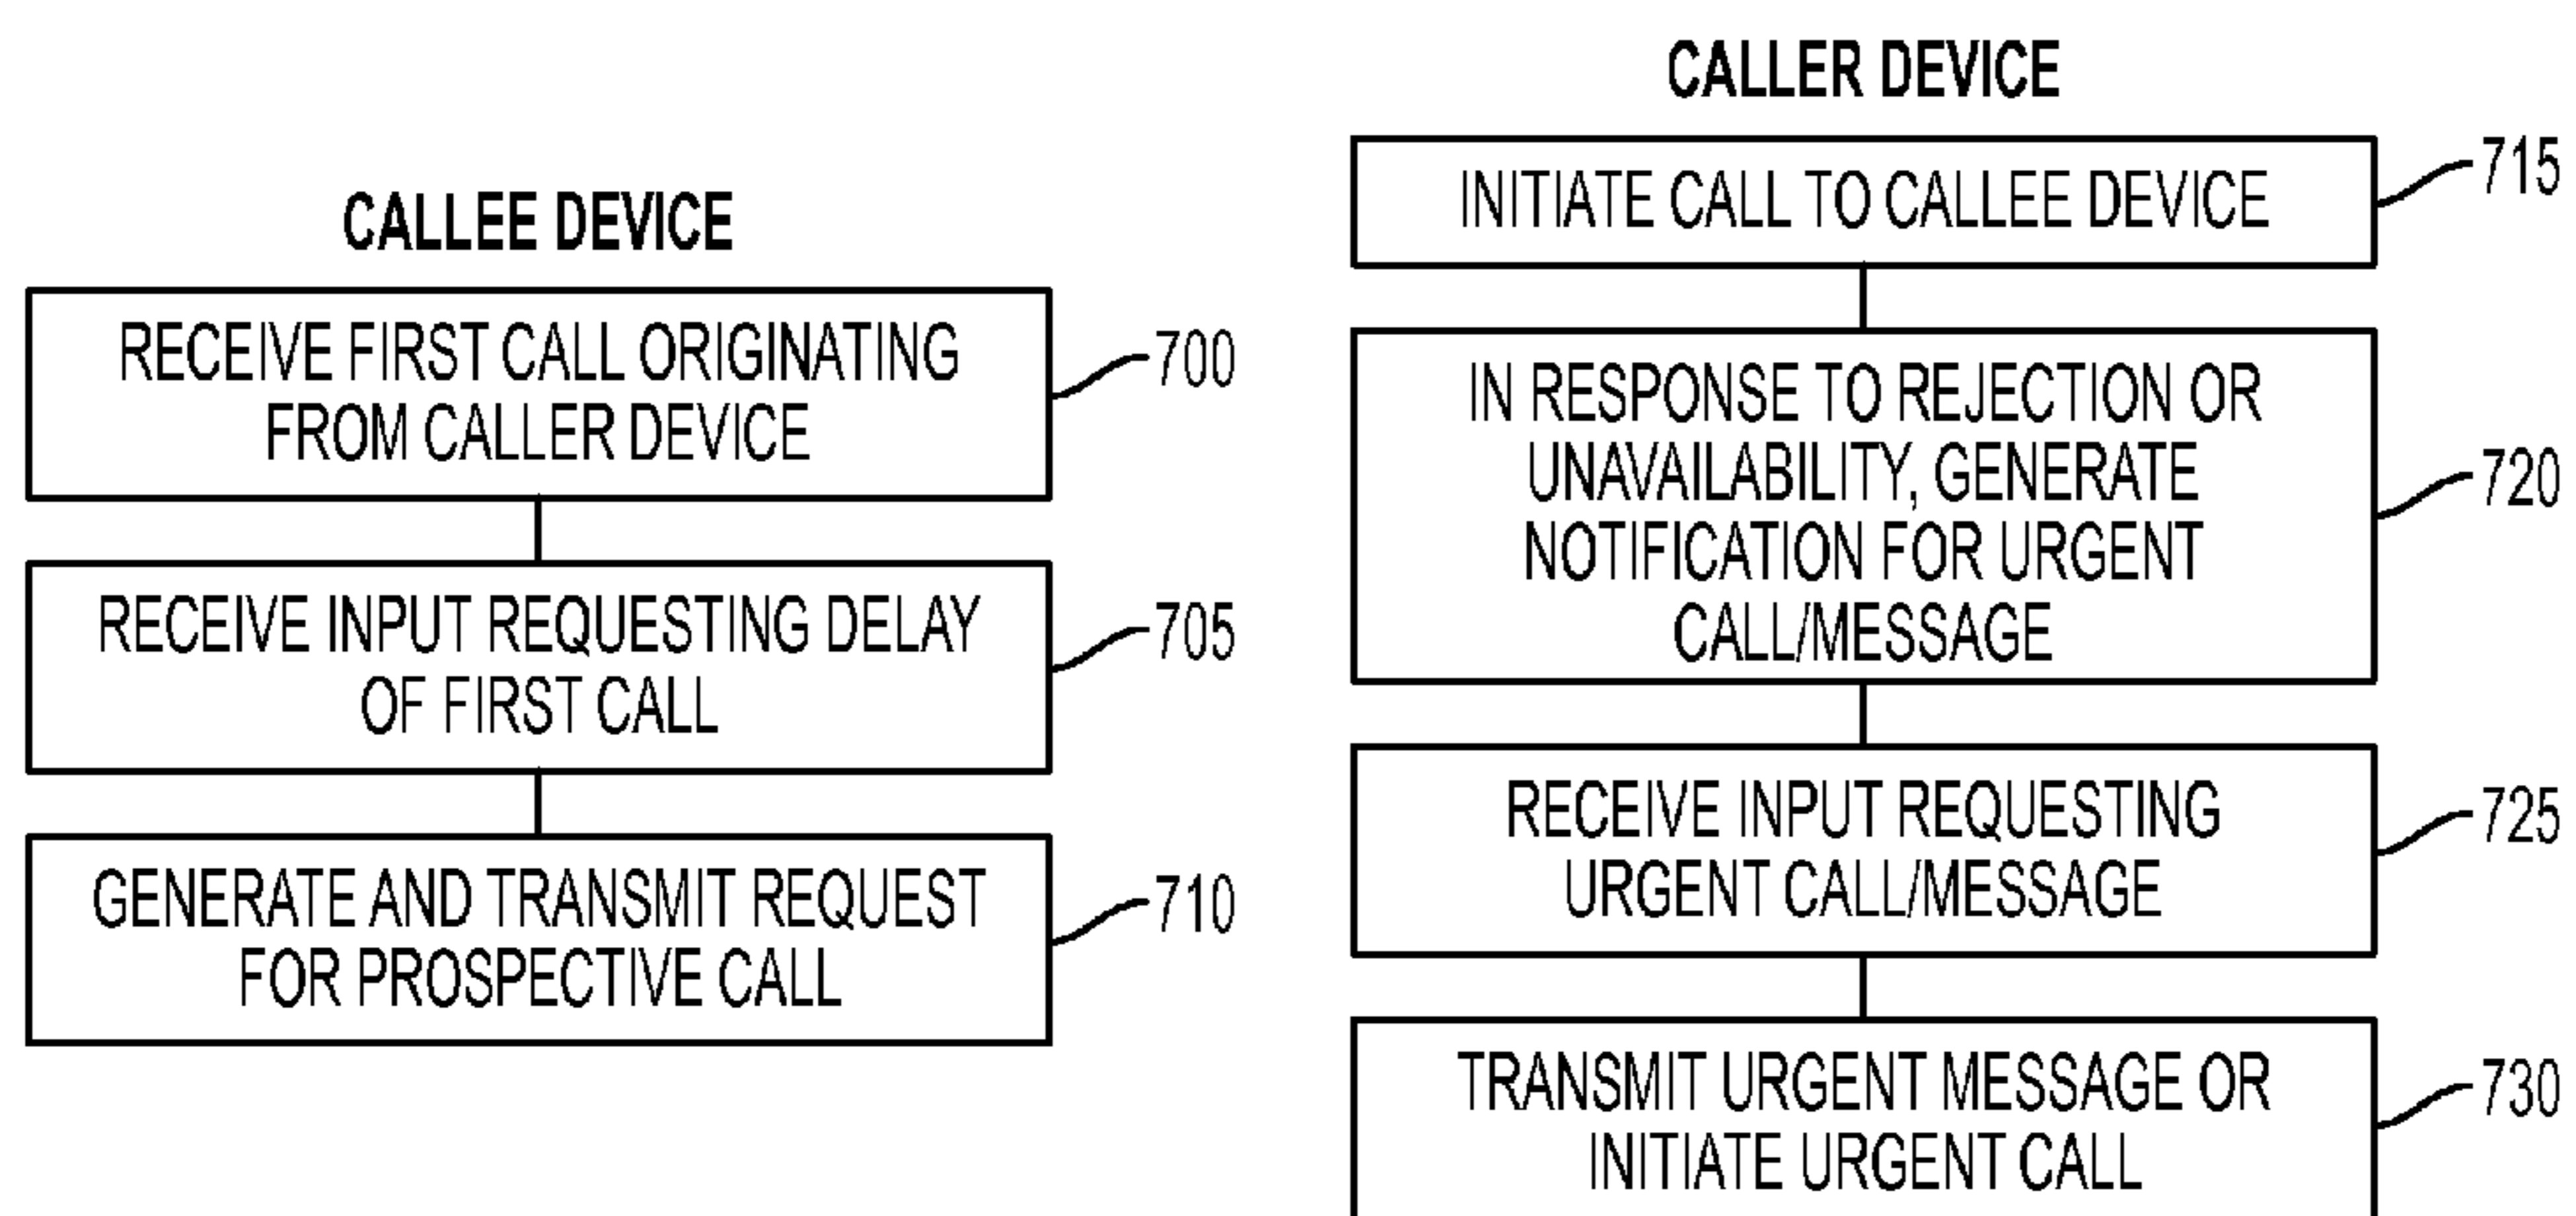 CALLEE DEVICE
RECEIVE FIRST CALL ORIGINATING
FROM CALLER DEVICE
700
RECEIVE INPUT REQUESTING DELAY
OF FIRST CALL
705
GENERATE AND TRANSMIT REQUEST
FOR PROSPECTIVE CALL
710
CALLER DEVICE
INITIATE CALL TO CALLEE DEVICE
715
IN RESPONSE TO REJECTION OR
UNAVAILABILITY, GENERATE
NOTIFICATION FOR URGENT
CALL/MESSAGE
720
RECEIVE INPUT REQUESTING
URGENT CALL/MESSAGE
725
TRANSMIT URGENT MESSAGE OR
INITIATE URGENT CALL
730